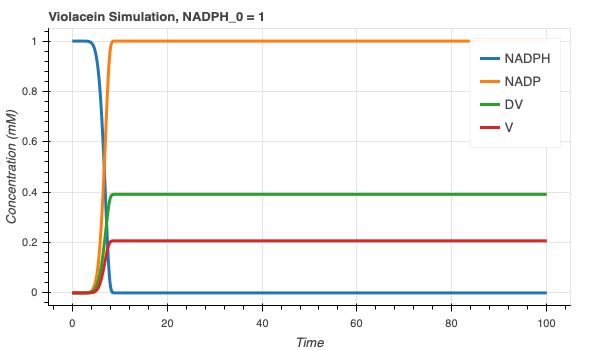 Violacein Simulation, NADPH_0 = 1
Concentration (mM)
1
0.8
0.6
0.4
0.2
0
0 20 40 60 80 100
Time
NADPH
NADP
DV
V